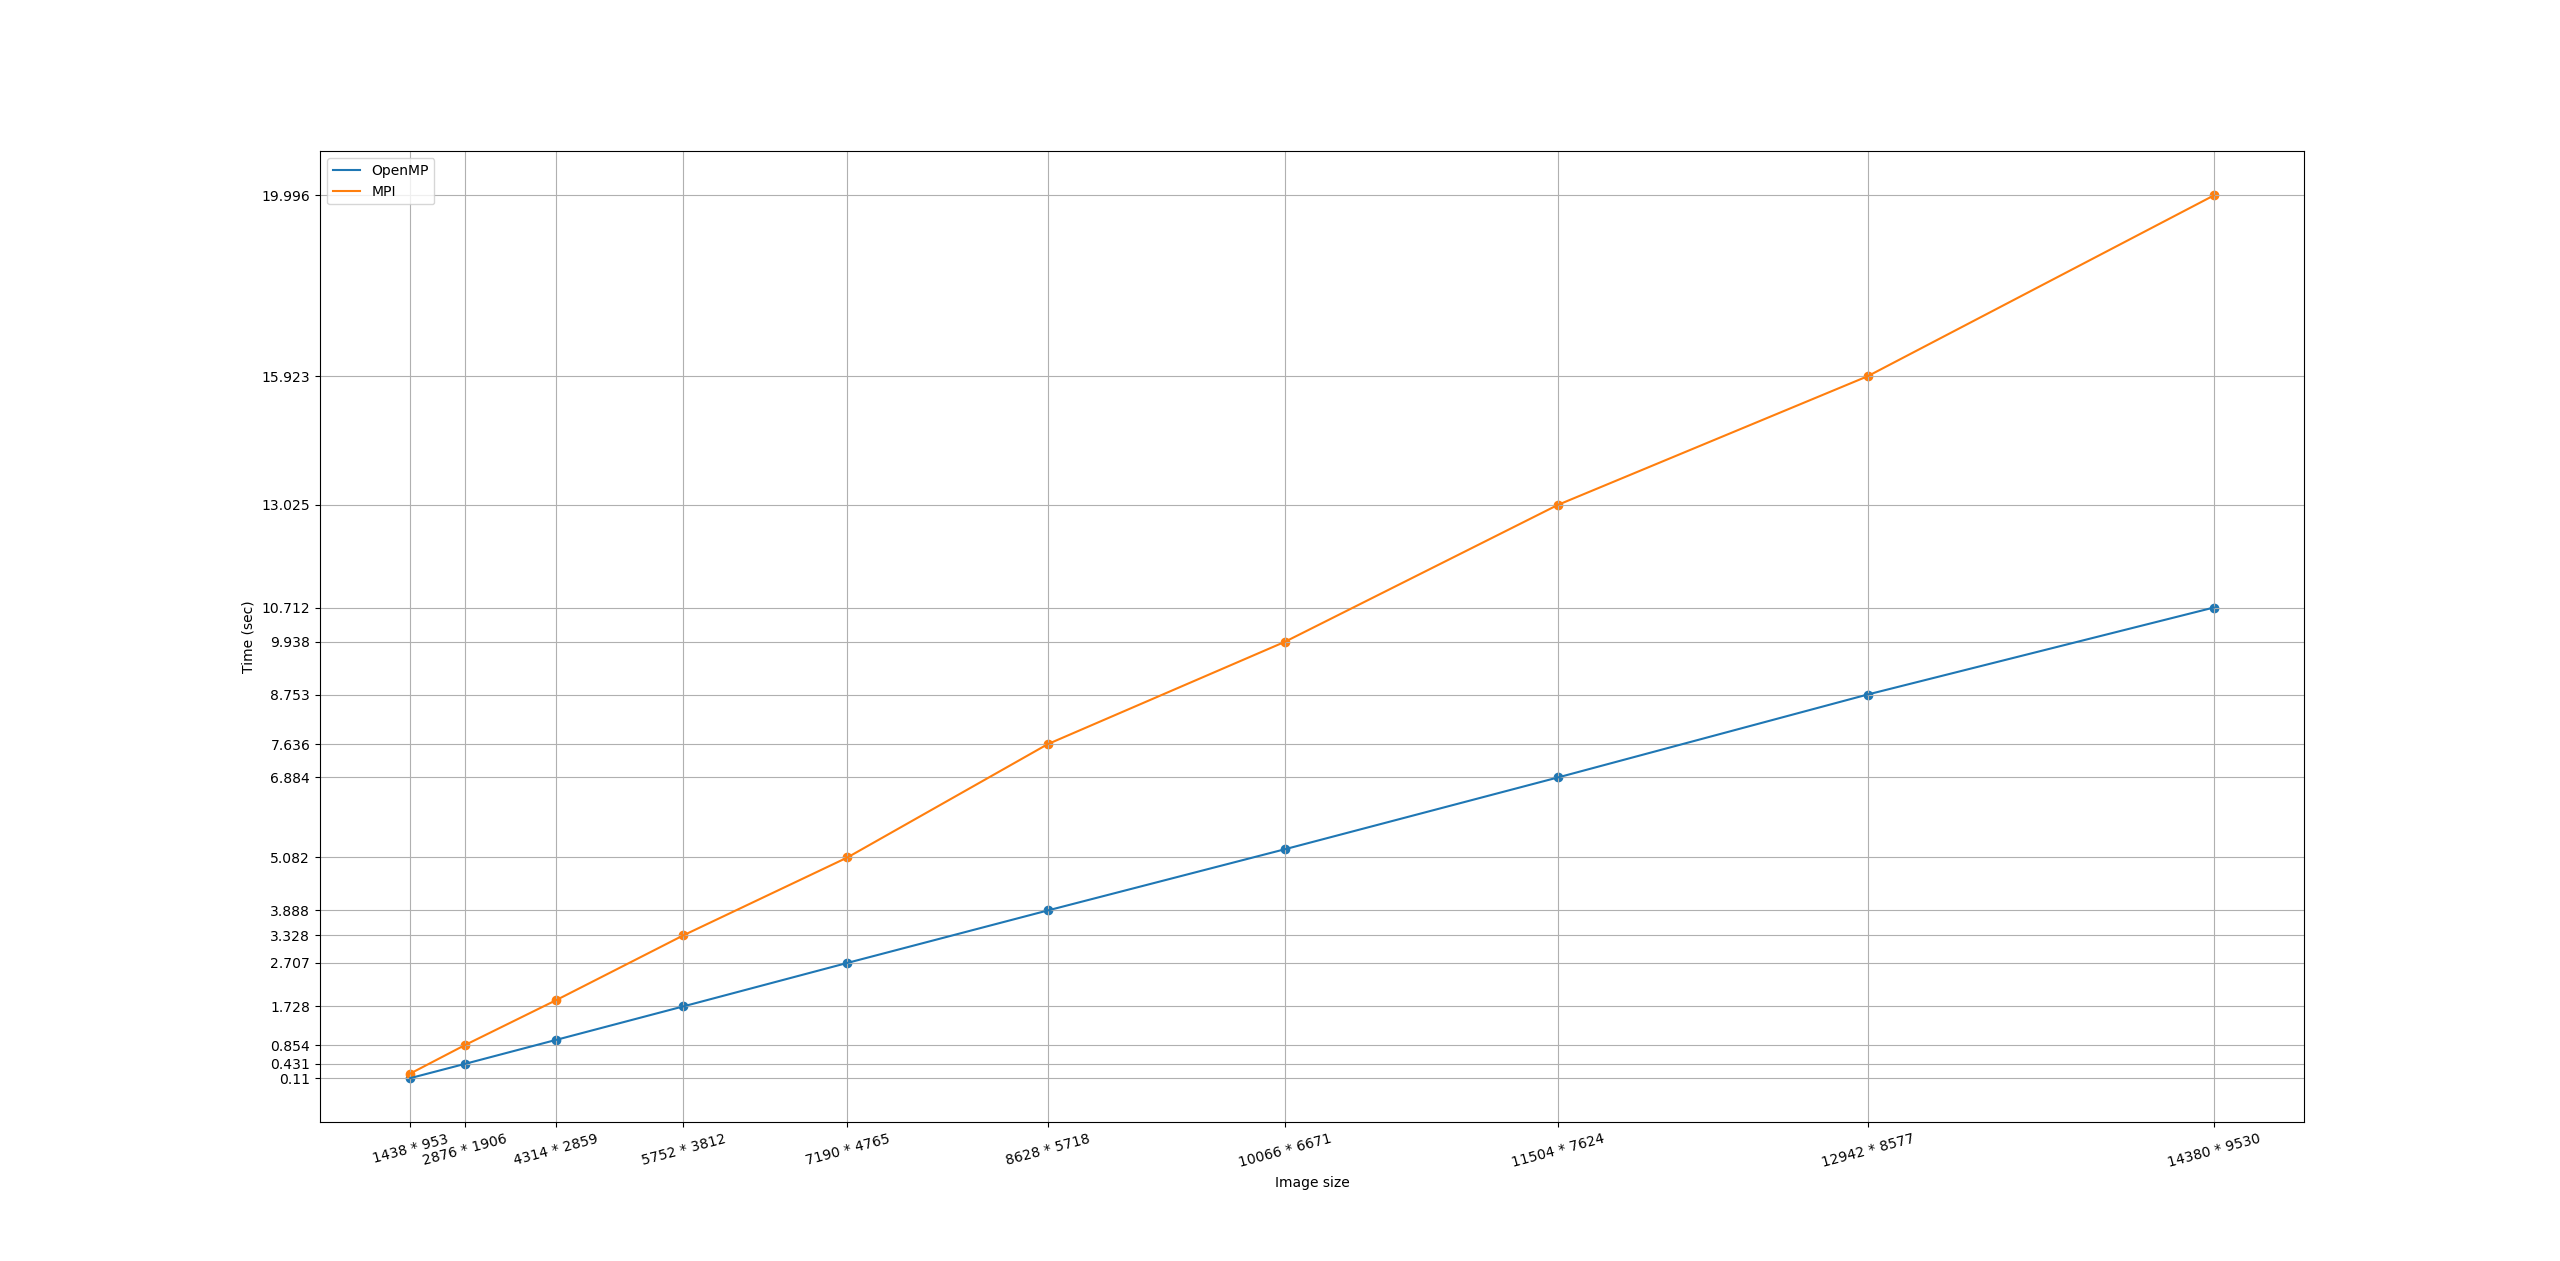 OpenMP
MPI
19.996
15.923
13.025
10.712
9.938
8.753
7.636
6.884
5.082
3.888
3.328
2.707
1.728
0.854
0.431
0.11
Time (sec)
1438 * 953
2876 * 1906
4314 * 2859
5752 * 3812
7190 * 4765
8628 * 5718
10066 * 6671
11504 * 7624
12942 * 8577
14380 * 9530
Image size